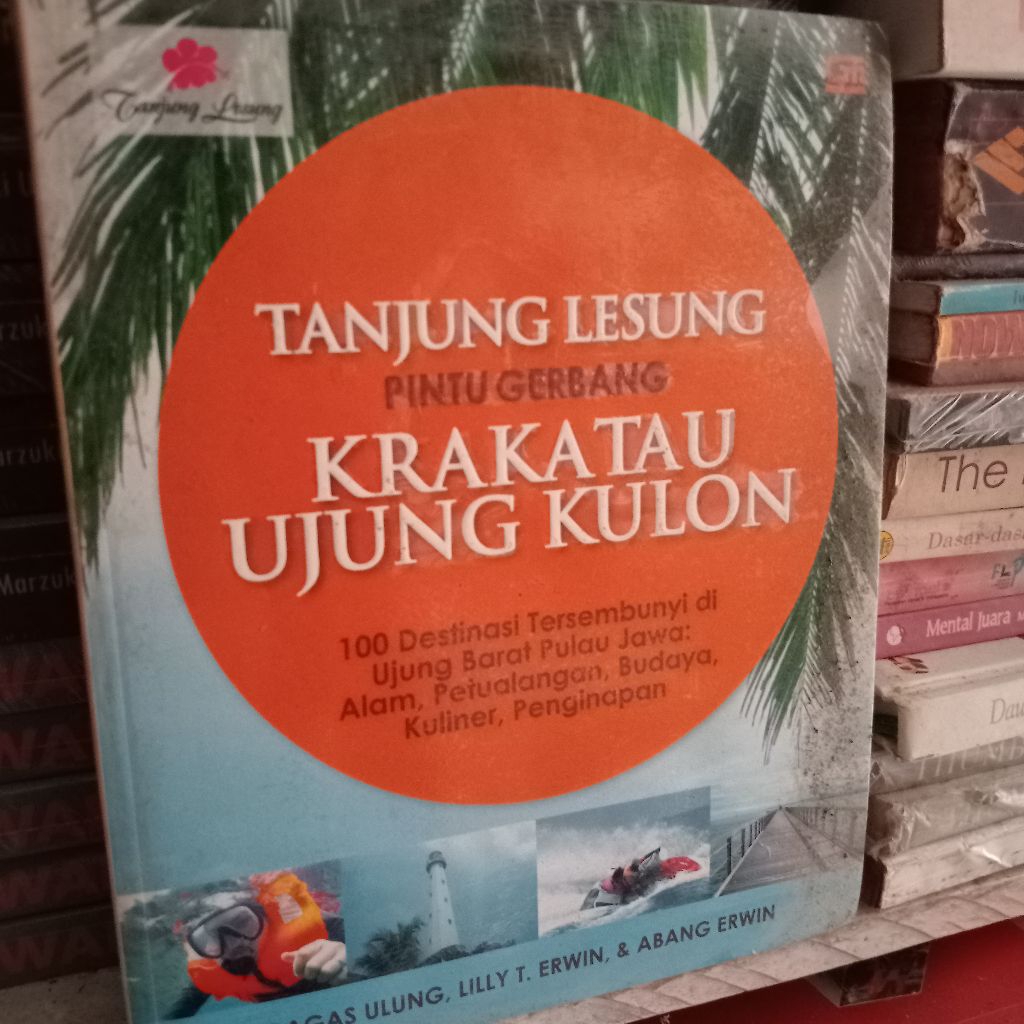 Tanjung Lesung
TANJUNG LESUNG
PINTU GERBANG
KRAKATAU
UJUNG KULON
100 Destinasi Tersembunyi di
Ujung Barat Pulau Jawa:
Alam, Petualangan, Budaya,
Kuliner, Penginapan
AGAS ULUNG, LILLY T. ERWIN, & ABANG ERWIN
The
Dasar-das
Mental Juara
Marzuk